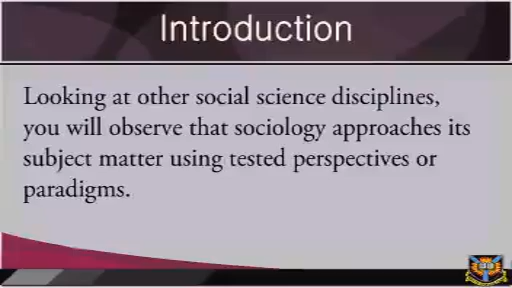 Introduction
Looking at other social science disciplines,
you will observe that sociology approaches its
subject matter using tested perspectives or
paradigms.